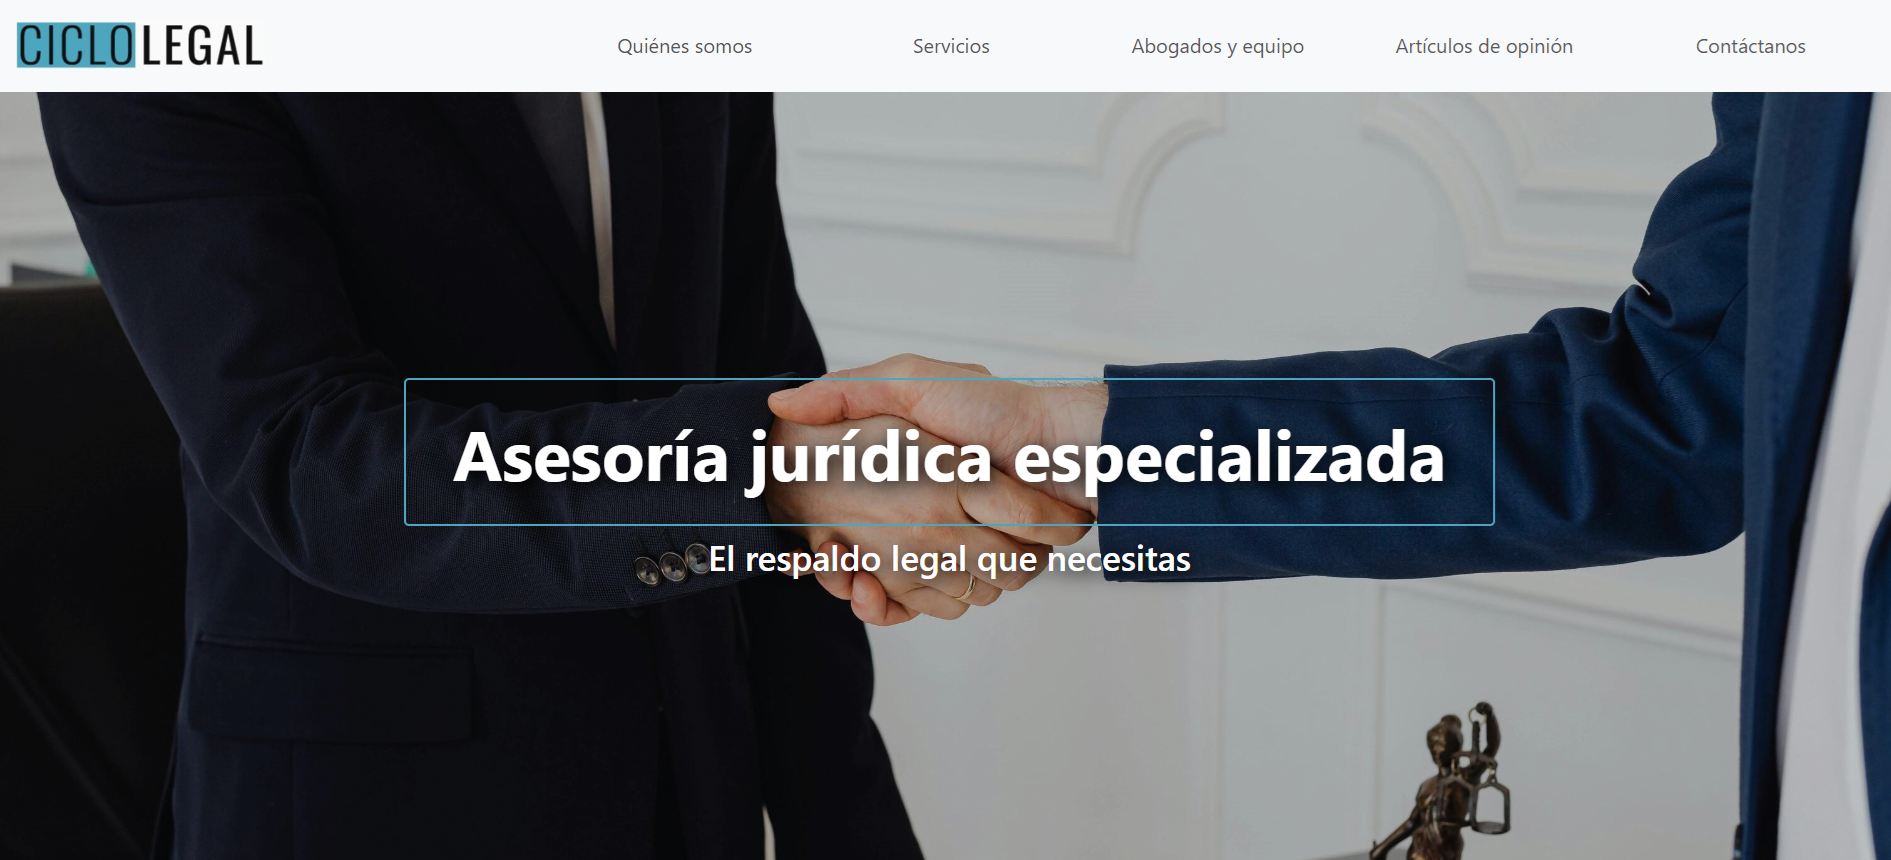 CICLOLEGAL
Quiénes somos
Servicios
Abogados y equipo
Artículos de opinión
Contáctanos
Asesoría jurídica especializada
El respaldo legal que necesitas